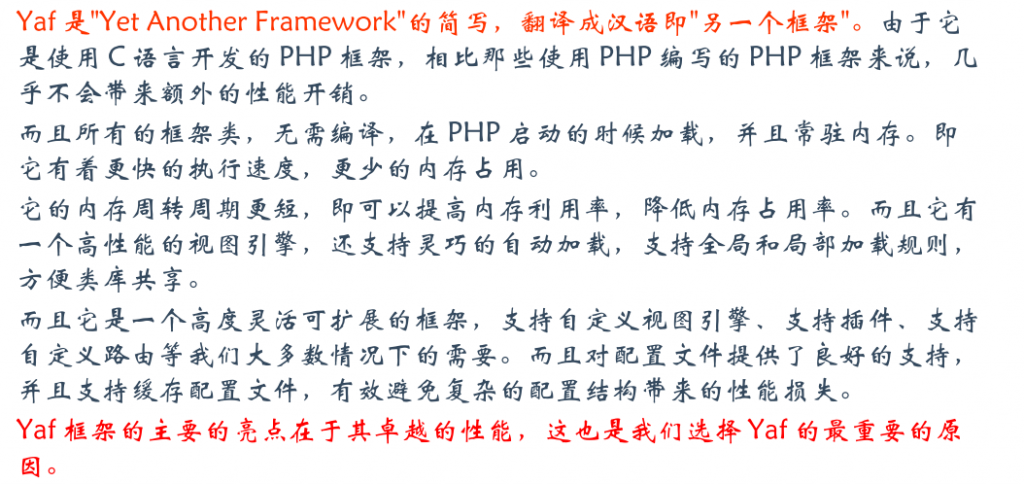 Yaf 是"Yet Another Framework"的简写，翻译成汉语即"另一个框架"。由于它
是使用 C 语言开发的 PHP 框架，相比那些使用 PHP 编写的 PHP 框架来说，几
乎不会带来额外的性能开销。
而且所有的框架类，无需编译，在 PHP 启动的时候加载，并且常驻内存。即
它有着更快的执行速度，更少的内存占用。
它的内存周转周期更短，即可以提高内存利用率，降低内存占用率。而且它有
一个高性能的视图引擎，还支持灵巧的自动加载，支持全局和局部加载规则，
方便类库共享。
而且它是一个高度灵活可扩展的框架，支持自定义视图引擎、支持插件、支持
自定义路由等我们大多数情况下的需要。而且对配置文件提供了良好的支持，
并且支持缓存配置文件，有效避免复杂的配置结构带来的性能损失。
Yaf 框架的主要的亮点在于其卓越的性能，这也是我们选择 Yaf 的最重要的原
因。